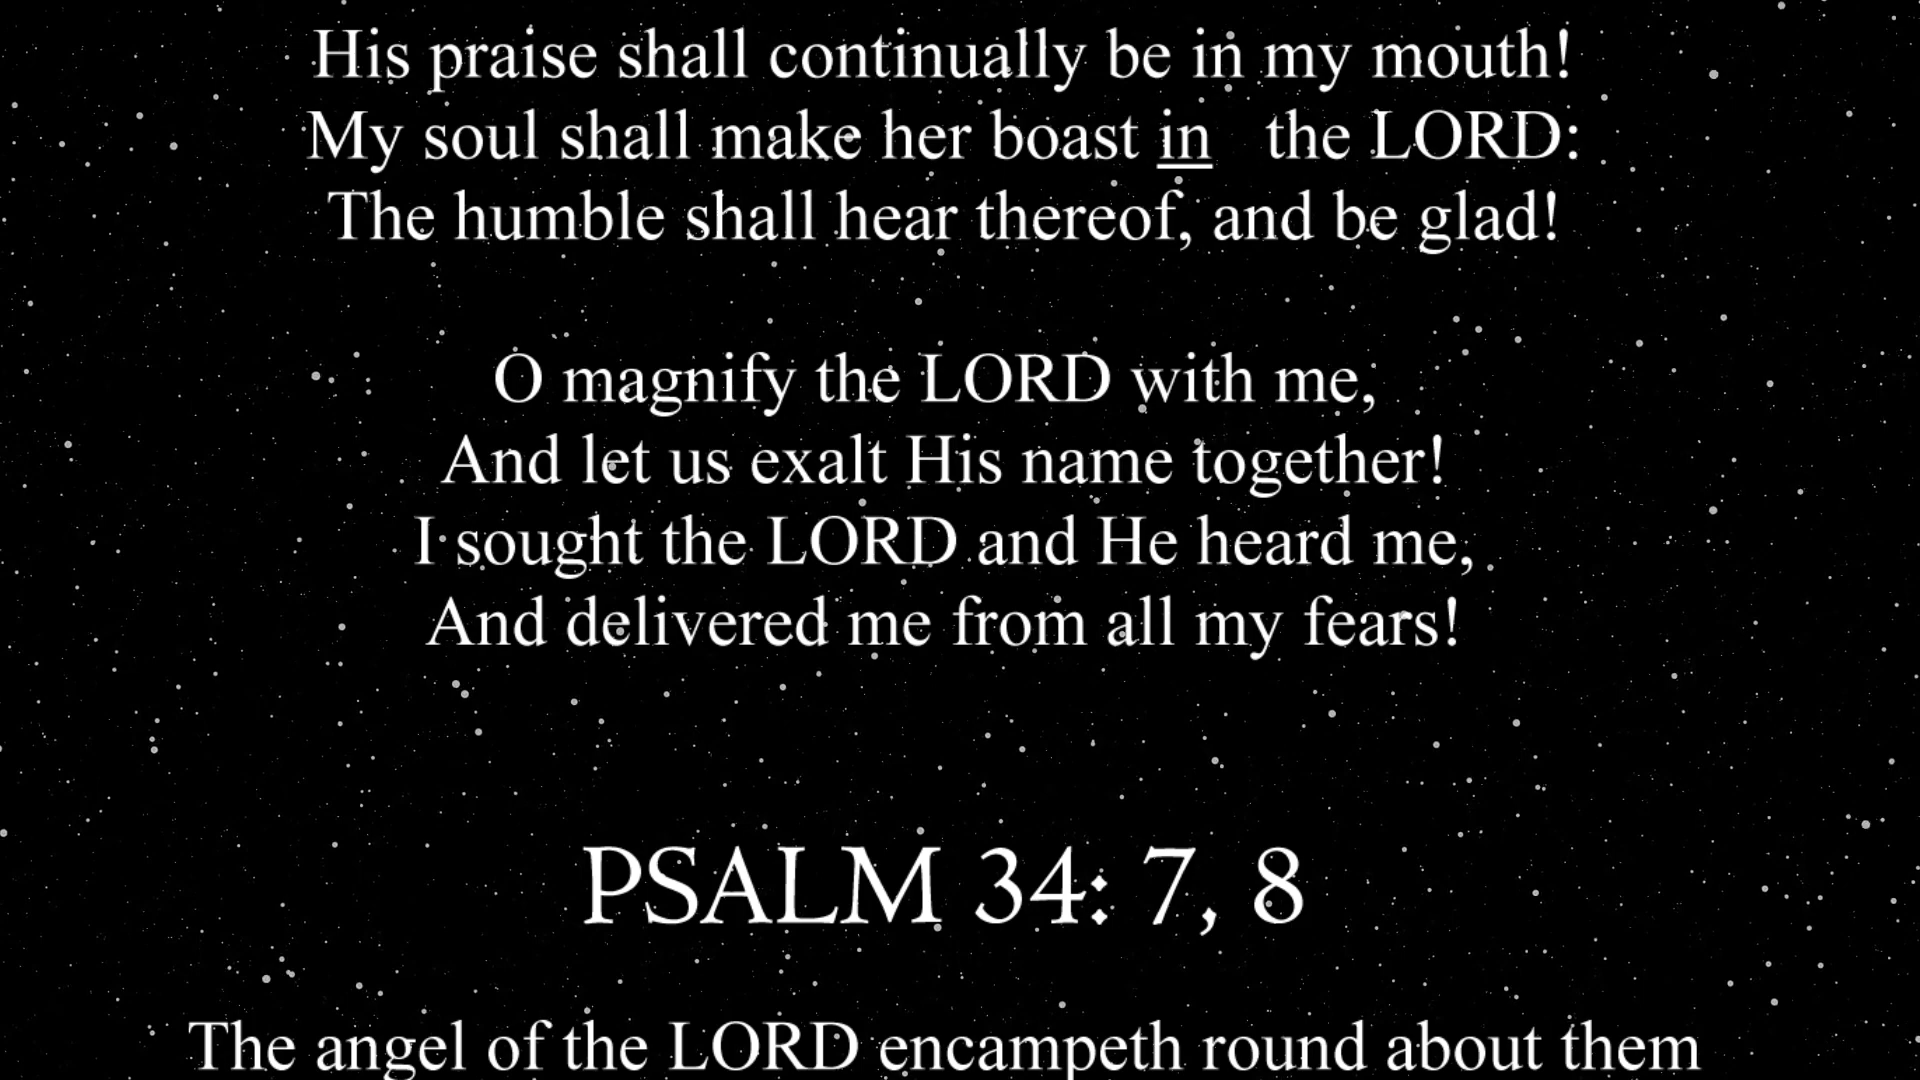 His praise shall continually be in my mouth!
My soul shall make her boast in the LORD:
The humble shall hear thereof, and be glad!
O magnify the LORD with me,
And let us exalt His name together!
I sought the LORD and He heard me,
And delivered me from all my fears!
PSALM 34: 7, 8
The angel of the LORD encampeth round about them